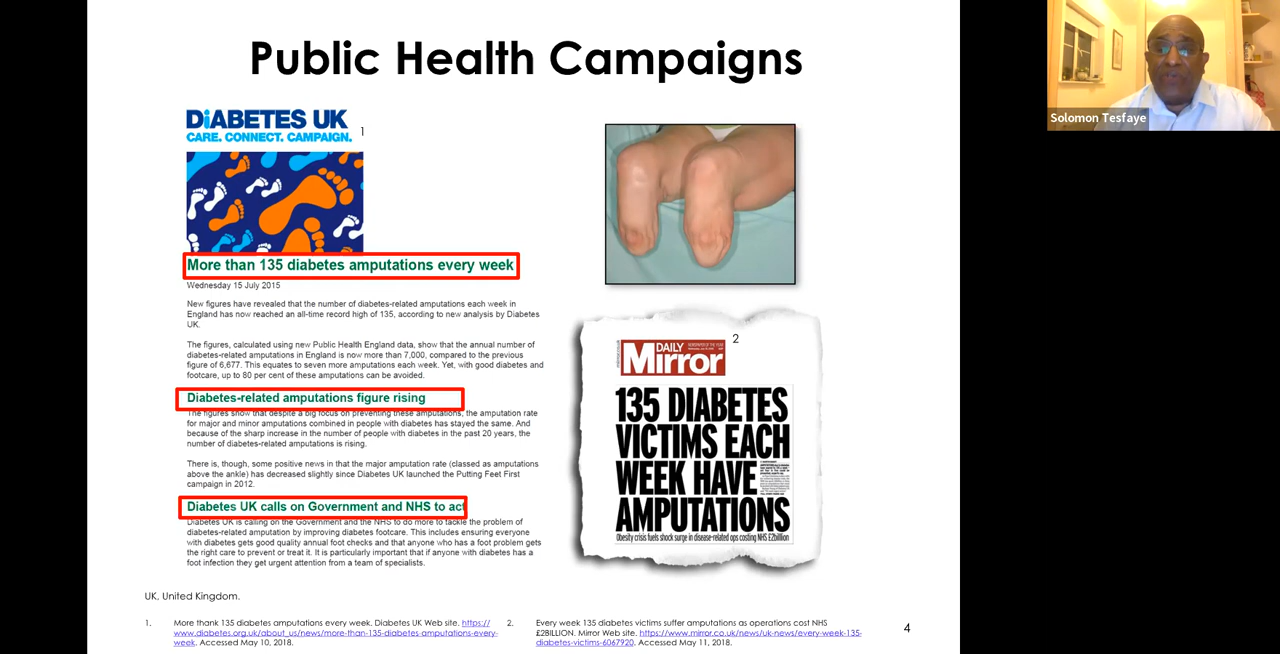 Public Health Campaigns
DiABETES UK
CARE. CONNECT. CAMPAIGN.
1
More than 135 diabetes amputations every week
Wednesday 15 July 2015
New figures have revealed that the number of diabetes-related amputations each week in
England has now reached an all-time record high of 135, according to new analysis by Diabetes
UK.
The figures, calculated using new Public Health England data, show that the annual number of
diabetes-related amputations in England is now more than 7,000, compared to the previous
figure of 6,677. This equates to seven more amputations each week. Yet, with good diabetes and
footcare, up to 80 per cent of these amputations can be avoided.
Diabetes-related amputations figure rising
The figures show that despite a big focus on preventing these amputations, the amputation rate
for major and minor amputations combined in people with diabetes has stayed the same. And
because of the sharp increase in the number of people with diabetes in the past 20 years, the
number of diabetes-related amputations is rising.
There is, though, some positive news in that the major amputation rate (classed as amputations
above the ankle) has decreased slightly since Diabetes UK launched the Putting Feet First
campaign in 2012.
Diabetes UK calls on Government and NHS to act
Diabetes UK is calling on the Government and the NHS to do more to tackle the problem of
diabetes-related amputation by improving diabetes footcare. This includes ensuring everyone
with diabetes gets good quality annual foot checks and that anyone who has a foot problem gets
the right care to prevent or treat it. It is particularly important that if anyone with diabetes has a
foot infection they get urgent attention from a team of specialists.
2
DAILY
Mirror
135 DIABETES
VICTIMS EACH
WEEK HAVE
AMPUTATIONS
Obesity crisis fuels shock surge in disease-related ops costing NHS £2billion
UK, United Kingdom.
1. More thank 135 diabetes amputations every week. Diabetes UK Web site. https://
www.diabetes.org.uk/about_us/news/more-than-135-diabetes-amputations-every-
week. Accessed May 10, 2018.
2. Every week 135 diabetes victims suffer amputations as operations cost NHS
£2BILLION. Mirror Web site. https://www.mirror.co.uk/news/uk-news/every-week-135-
diabetes-victims-6067920. Accessed May 11, 2018.
4
Solomon Tesfaye